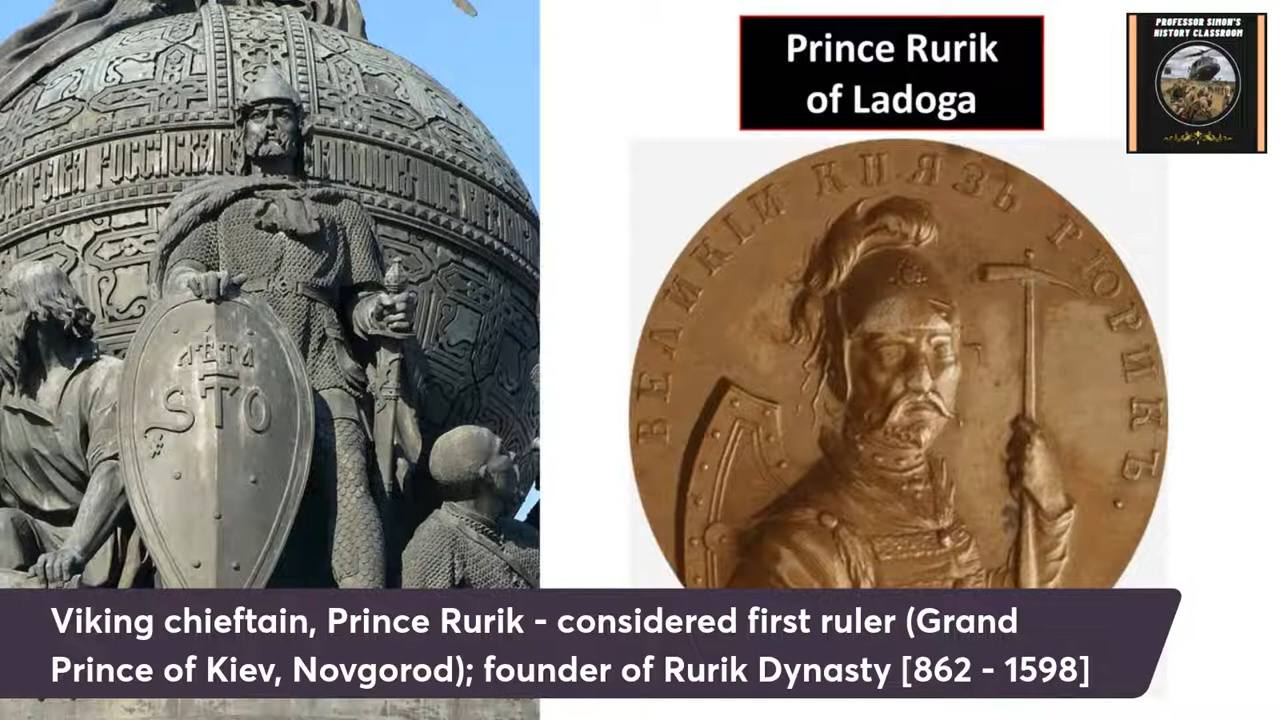 Prince Rurik
of Ladoga
PROFESSOR SIMON'S
HISTORY CLASSROOM
ВЕЛИКІИ КНЯЗЬ РЮРИКЪ.
ЛѢТА
STO
Viking chieftain, Prince Rurik - considered first ruler (Grand
Prince of Kiev, Novgorod); founder of Rurik Dynasty [862 - 1598]